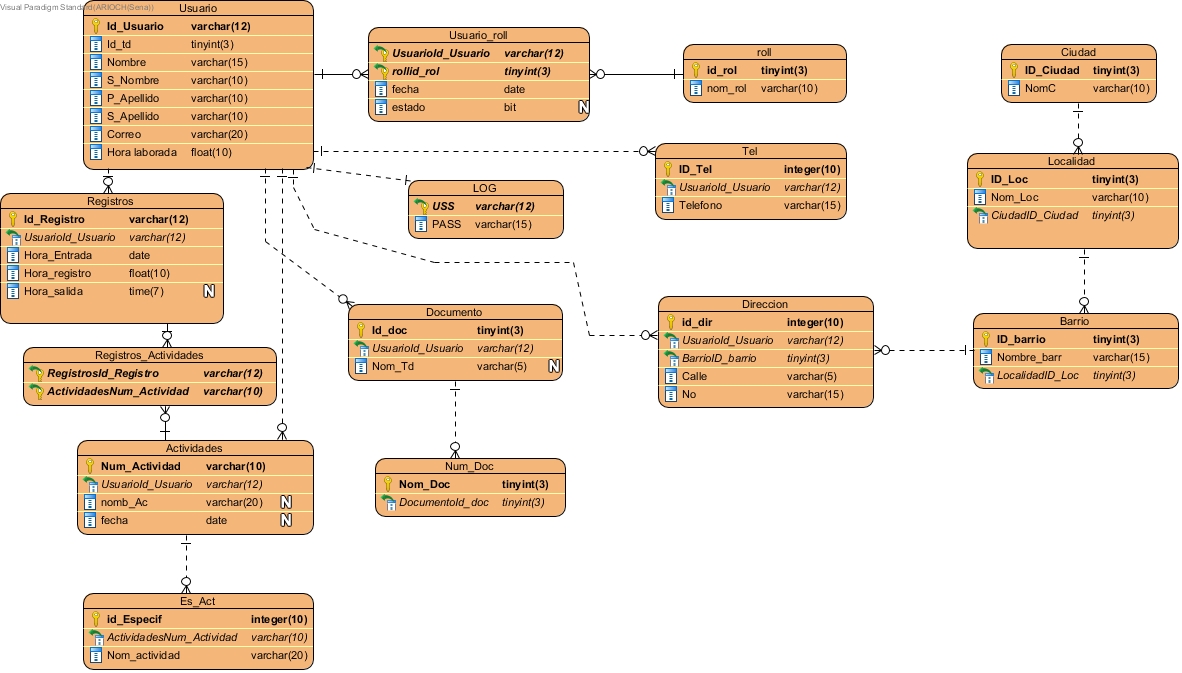 Visual Paradigm Standard(ARIOCH(Sena))
Usuario
Id_Usuario varchar(12)
Id_td tinyint(3)
Nombre varchar(15)
S_Nombre varchar(10)
P_Apellido varchar(10)
S_Apellido varchar(10)
Correo varchar(20)
Hora laborada float(10)
Usuario_roll
UsuarioId_Usuario varchar(12)
rollid_rol tinyint(3)
fecha date
estado bit N
roll
id_rol tinyint(3)
nom_rol varchar(10)
Ciudad
ID_Ciudad tinyint(3)
NomC varchar(10)
Tel
ID_Tel integer(10)
UsuarioId_Usuario varchar(12)
Telefono varchar(15)
Localidad
ID_Loc tinyint(3)
Nom_Loc varchar(10)
CiudadID_Ciudad tinyint(3)
LOG
USS varchar(12)
PASS varchar(15)
Registros
Id_Registro varchar(12)
UsuarioId_Usuario varchar(12)
Hora_Entrada date
Hora_registro float(10)
Hora_salida time(7) N
Documento
Id_doc tinyint(3)
UsuarioId_Usuario varchar(12)
Nom_Td varchar(5) N
Direccion
id_dir integer(10)
UsuarioId_Usuario varchar(12)
BarrioID_barrio tinyint(3)
Calle varchar(5)
No varchar(15)
Barrio
ID_barrio tinyint(3)
Nombre_barr varchar(15)
LocalidadID_Loc tinyint(3)
Registros_Actividades
RegistrosId_Registro varchar(12)
ActividadesNum_Actividad varchar(10)
Actividades
Num_Actividad varchar(10)
UsuarioId_Usuario varchar(12)
nomb_Ac varchar(20) N
fecha date N
Num_Doc
Nom_Doc tinyint(3)
DocumentoId_doc tinyint(3)
Es_Act
id_Especif integer(10)
ActividadesNum_Actividad varchar(10)
Nom_actividad varchar(20)